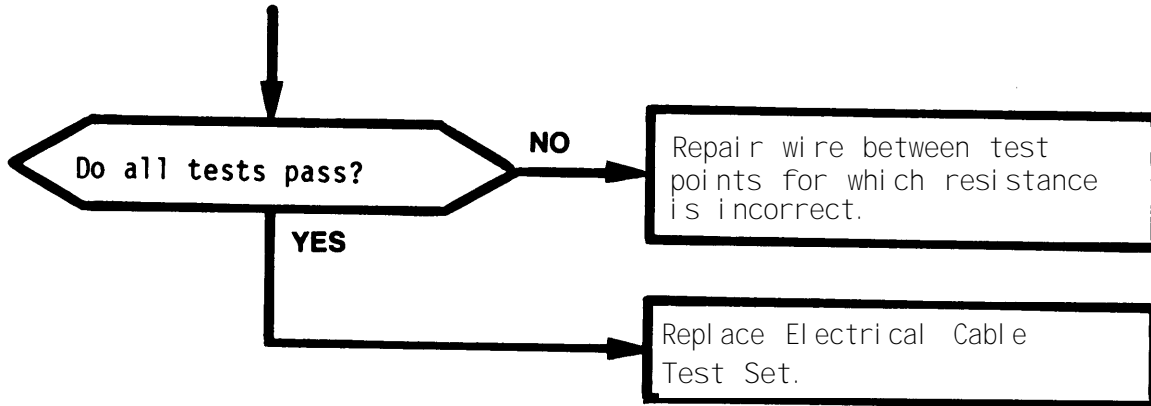 Do all tests pass?
NO
Repair wire between test
points for which resistance
is incorrect.
YES
Replace Electrical Cable
Test Set.